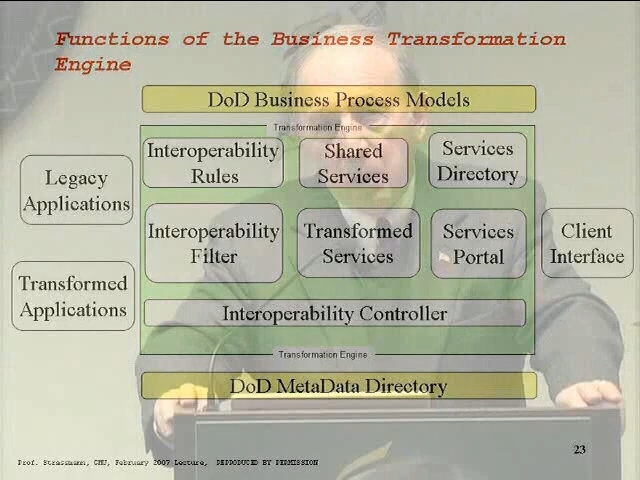 Functions of the Business Transformation
Engine
DoD Business Process Models
Transformation Engine
Interoperability
Rules
Shared
Services
Services
Directory
Legacy
Applications
Interoperability
Filter
Transformed
Services
Services
Portal
Client
Interface
Transformed
Applications
Interoperability Controller
Transformation Engine
DoD MetaData Directory
23
Prof. Strassmann, GMU, February 2007 Lecture, REPRODUCED BY PERMISSION